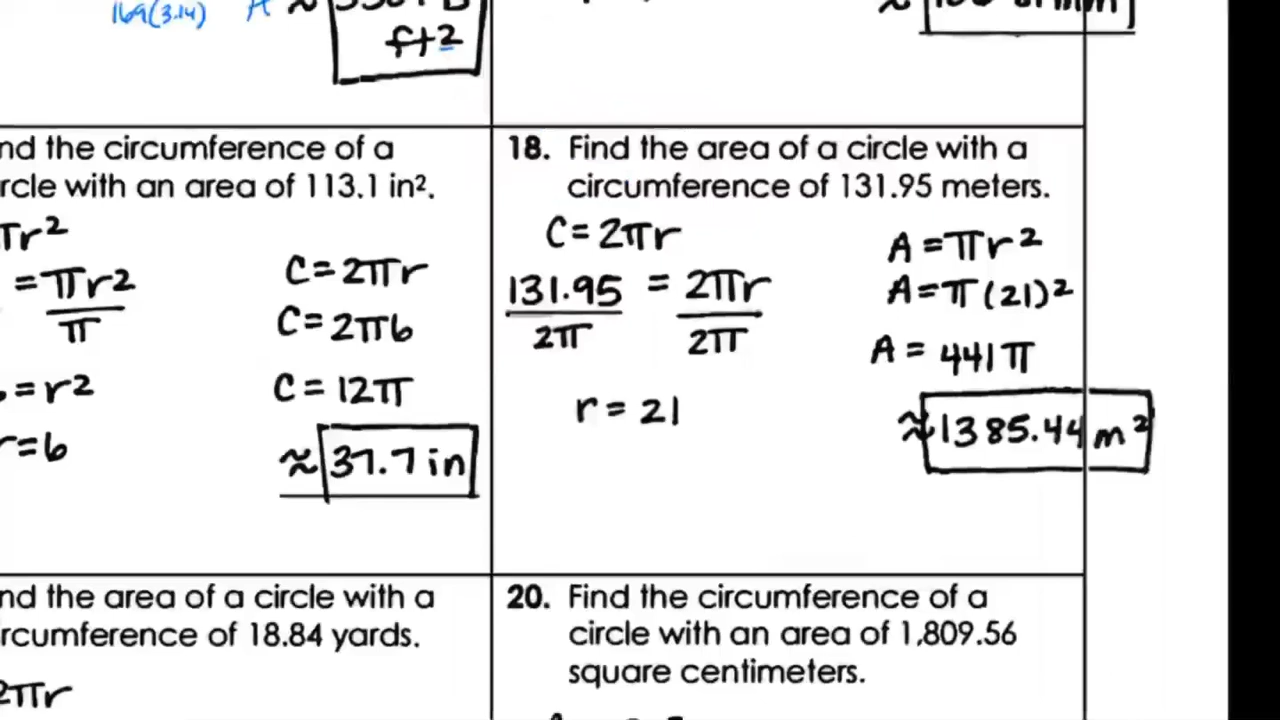 169(3.14) A ≈
ft2
≈
nd the circumference of a
rcle with an area of 113.1 in².
πr²
= πr2
π
= r2
r=6
C = 2πr
C = 2π6
C = 12π
≈ 37.7 in
18. Find the area of a circle with a
circumference of 131.95 meters.
C = 2πr
131.95 = 2πr
2π 2π
r = 21
A = πr²
A = π(21)²
A = 441π
≈ 1385.44 m²
nd the area of a circle with a
rcumference of 18.84 yards.
2πr
20. Find the circumference of a
circle with an area of 1,809.56
square centimeters.